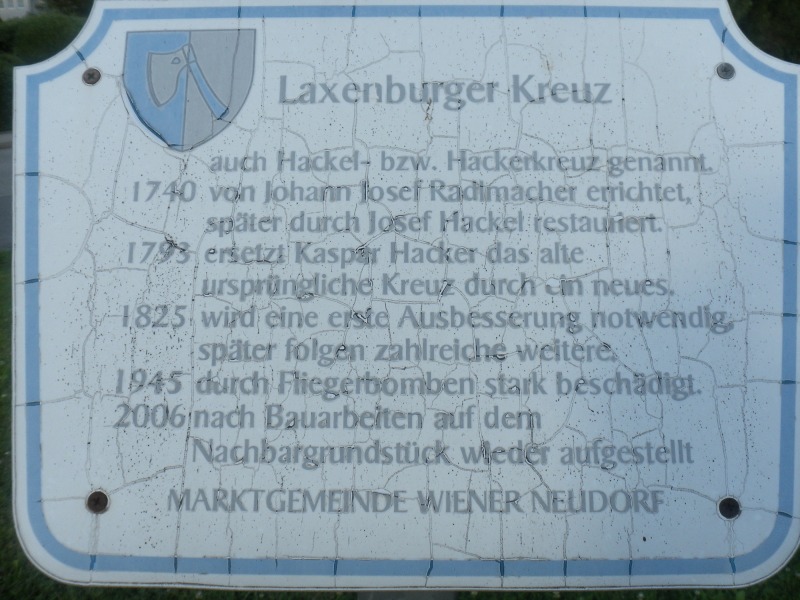 Laxenburger Kreuz
auch Hackel- bzw. Hackerkreuz genannt.
1740 von Johann Josef Radlmacher errichtet,
später durch Josef Hackel restauriert.
1793 ersetzt Kaspar Hacker das alte
ursprüngliche Kreuz durch ein neues.
1825 wird eine erste Ausbesserung notwendig,
später folgen zahlreiche weitere.
1945 durch Fliegerbomben stark beschädigt.
2006 nach Bauarbeiten auf dem
Nachbargrundstück wieder aufgestellt
MARKTGEMEINDE WIENER NEUDORF